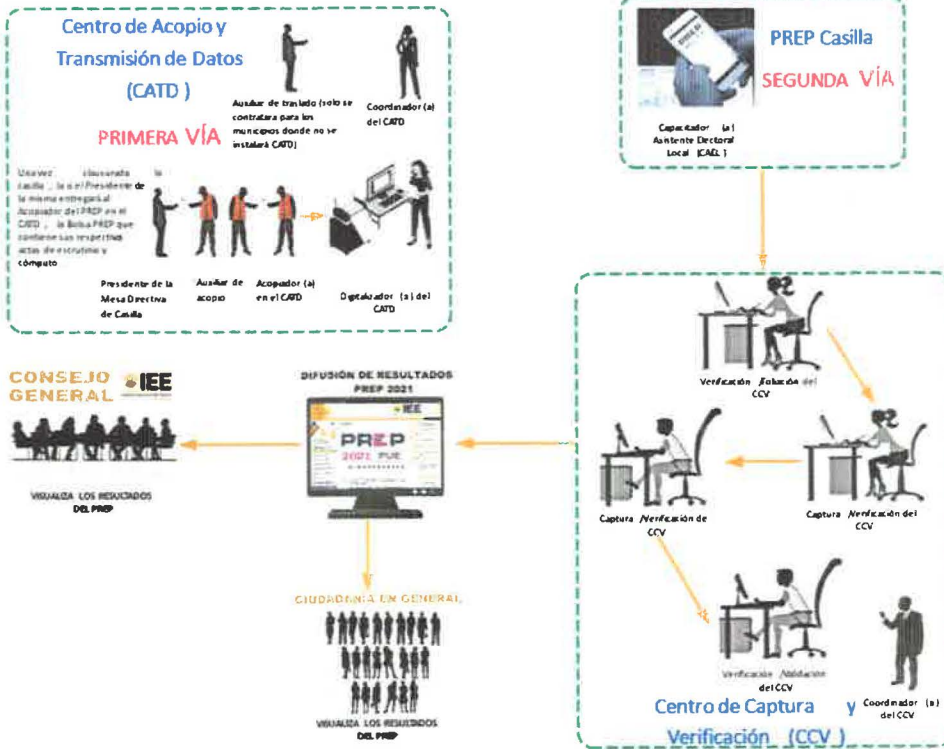 Centro de Acopio y
Transmisión de Datos
(CATD )
PRIMERA VÍA
Auxiliar de traslado (solo se
contratara para los
municipios donde no se
instalará CATD)
Coordinador (a)
del CATD
Una vez clausurada la
casilla , la o el Presidente de
la misma entregará al
Acopiador del PREP en el
CATD , la Bolsa PREP que
contiene sus respectivas
actas de escrutinio y
cómputo
Presidente de la
Mesa Directiva
de Casilla
Auxiliar de
acopio
Acopiador (a)
en el CATD
Digitalizador (a) del
CATD
PREP Casilla
SEGUNDA VÍA
Capacitador (a)
Asistente Electoral
Local (CAEL )
CONSEJO
GENERAL
IEE
VISUALIZA LOS RESULTADOS
DEL PREP
DIFUSIÓN DE RESULTADOS
PREP 2021
IEE
PREP
2021 PUE
CIUDADANÍA EN GENERAL
VISUALIZA LOS RESULTADOS
DEL PREP
Verificación
del
CCV
Captura /Verificación del
CCV
Captura /Verificación de
CCV
Verificación /Validación
del CCV
Coordinador (a)
del CCV
Centro de Captura y
Verificación (CCV )